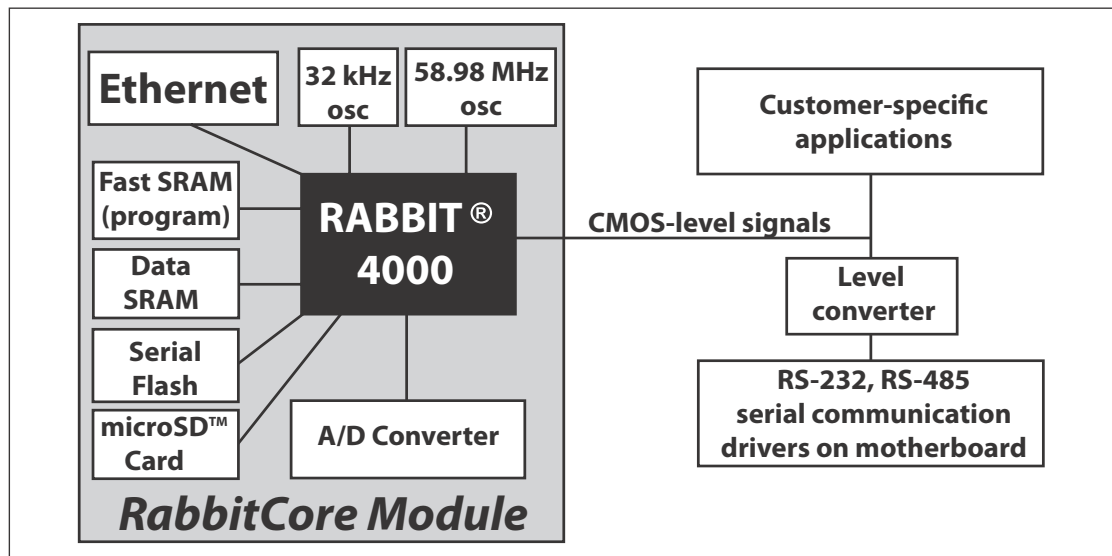 Ethernet
32 kHz
osc
58.98 MHz
osc
Fast SRAM
(program)
Data
SRAM
Serial
Flash
microSD™
Card
RABBIT ®
4000
A/D Converter
RabbitCore Module
CMOS-level signals
Customer-specific
applications
Level
converter
RS-232, RS-485
serial communication
drivers on motherboard